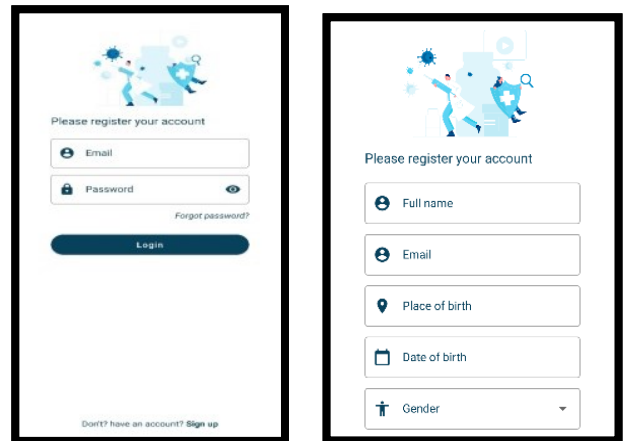 Please register your account
Email
Password
Forgot password?
Login
Don't? have an account? Sign up
Please register your account
Full name
Email
Place of birth
Date of birth
Gender